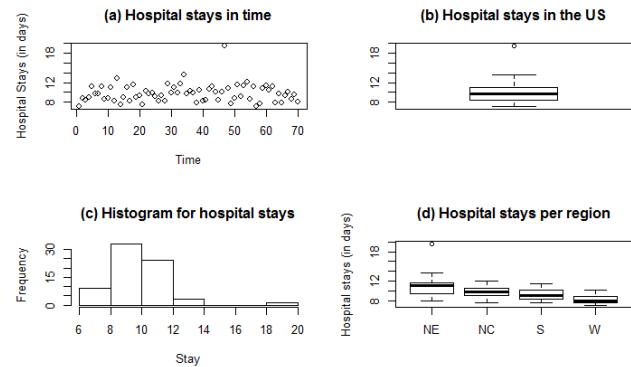 (a) Hospital stays in time
Hospital Stays (in days)
18
12
8
0 10 20 30 40 50 60 70
Time
(b) Hospital stays in the US
18
12
8
(c) Histogram for hospital stays
Frequency
30
15
0
6 8 10 12 14 16 18 20
Stay
(d) Hospital stays per region
Hospital stays (in days)
18
12
8
NE NC S W